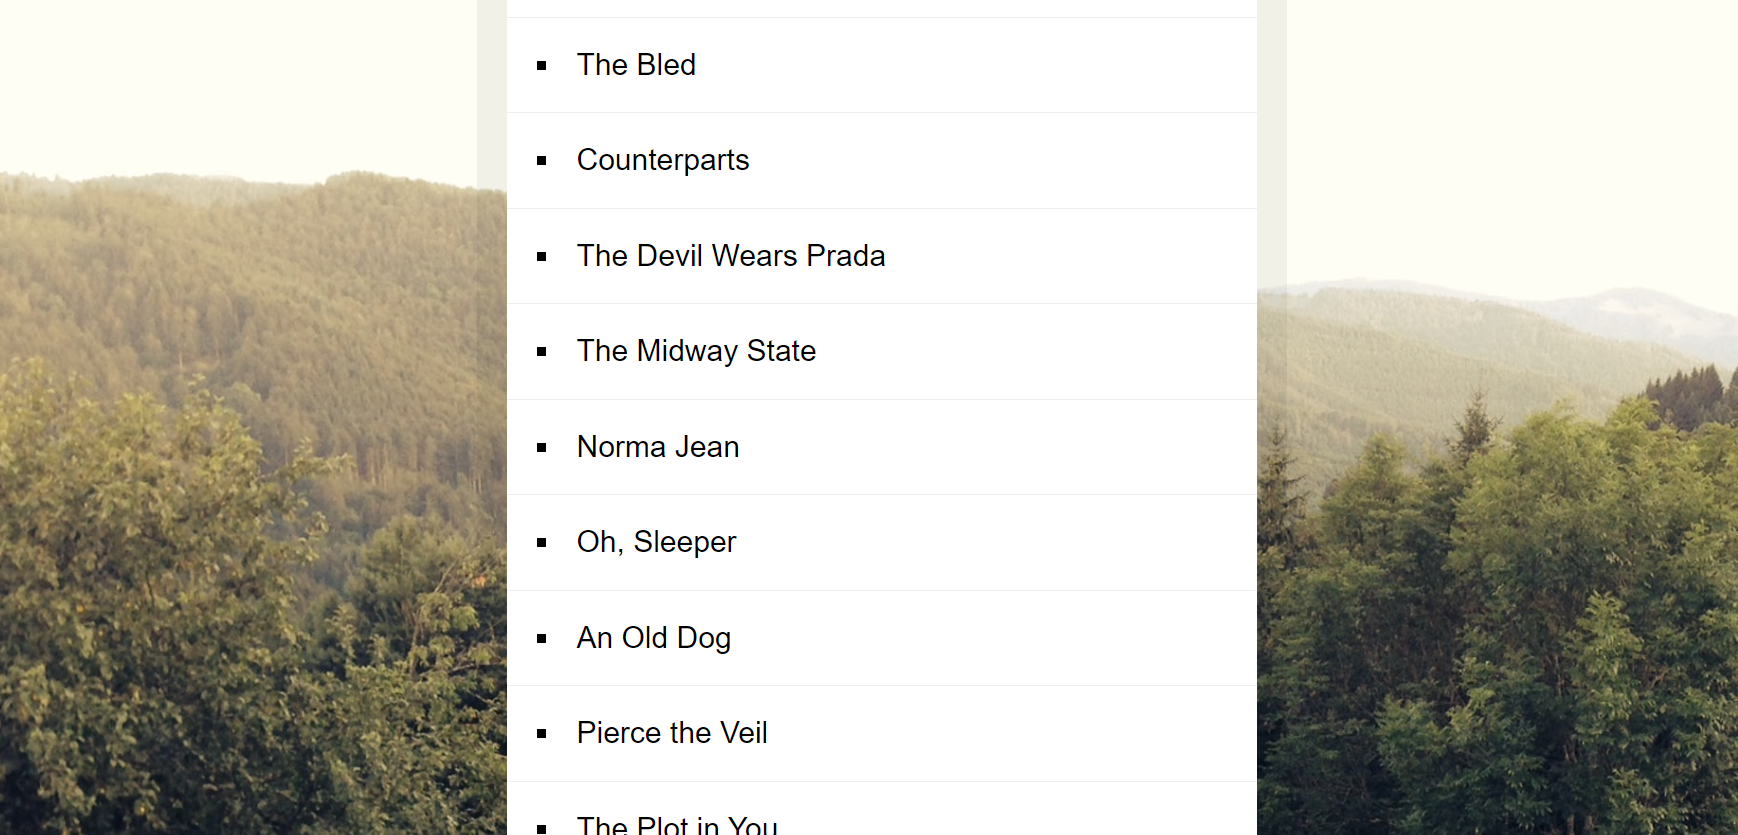 The Bled
Counterparts
The Devil Wears Prada
The Midway State
Norma Jean
Oh, Sleeper
An Old Dog
Pierce the Veil
The Plot in You